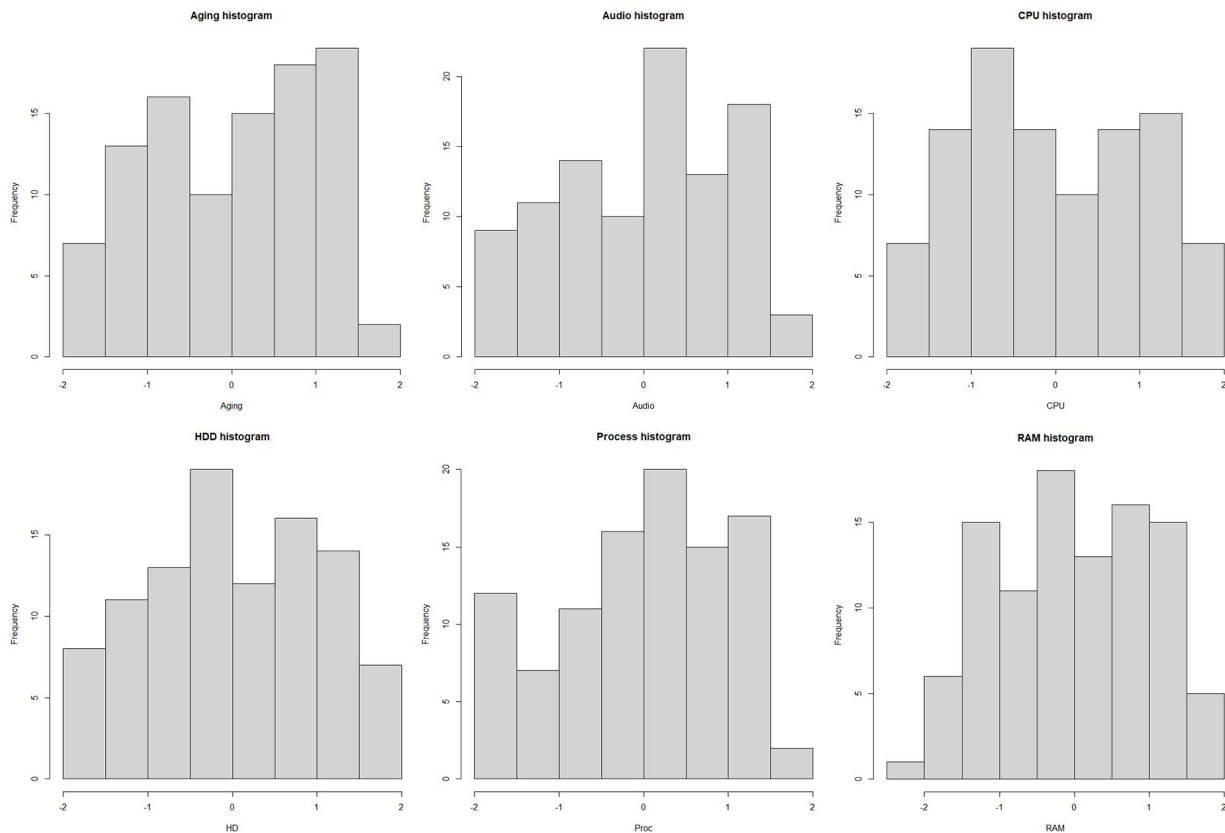 Aging histogram
Frequency
0
5
10
15
-2 -1 0 1 2
Aging
Audio histogram
Frequency
0
5
10
15
20
-2 -1 0 1 2
Audio
CPU histogram
Frequency
0
5
10
15
-2 -1 0 1 2
CPU
HDD histogram
Frequency
0
5
10
15
-2 -1 0 1 2
HD
Process histogram
Frequency
0
5
10
15
20
-2 -1 0 1 2
Proc
RAM histogram
Frequency
0
5
10
15
-2 -1 0 1 2
RAM